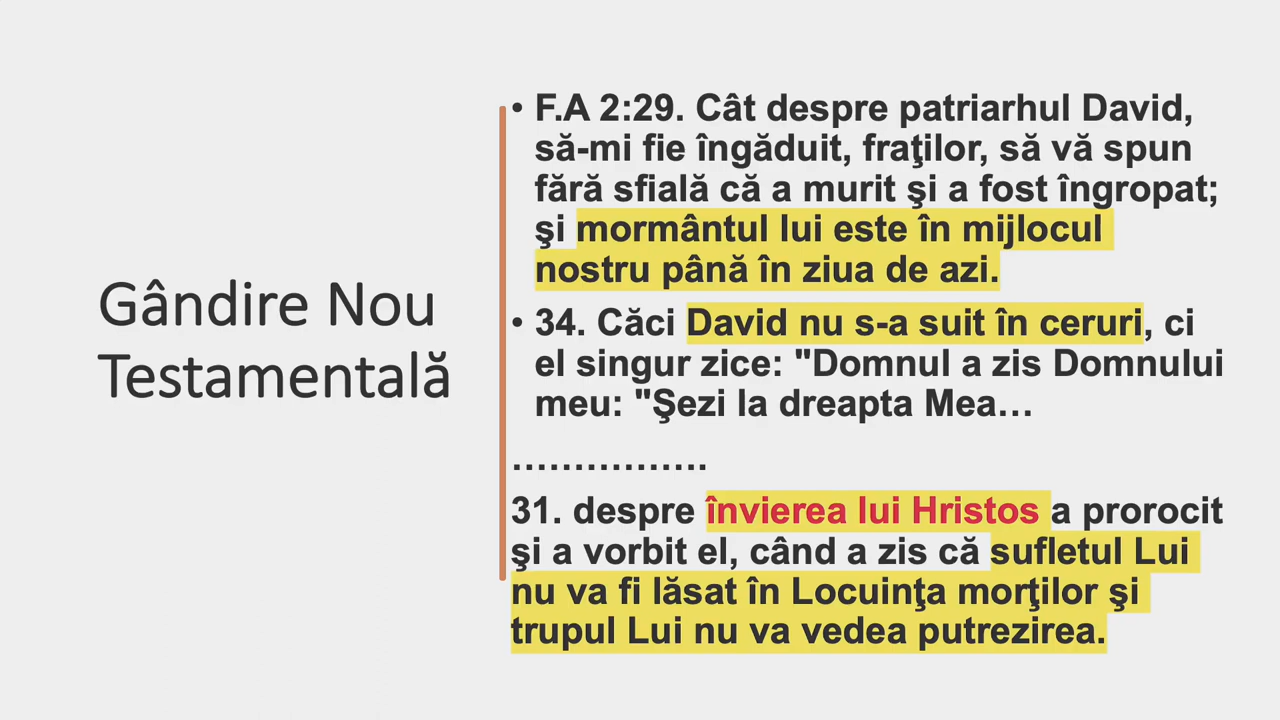 Gândire Nou
Testamentală
• F.A 2:29. Cât despre patriarhul David,
să-mi fie îngăduit, fraţilor, să vă spun
fără sfială că a murit şi a fost îngropat;
şi mormântul lui este în mijlocul
nostru până în ziua de azi.
• 34. Căci David nu s-a suit în ceruri, ci
el singur zice: "Domnul a zis Domnului
meu: "Şezi la dreapta Mea…
…………….
31. despre învierea lui Hristos a prorocit
şi a vorbit el, când a zis că sufletul Lui
nu va fi lăsat în Locuinţa morţilor şi
trupul Lui nu va vedea putrezirea.